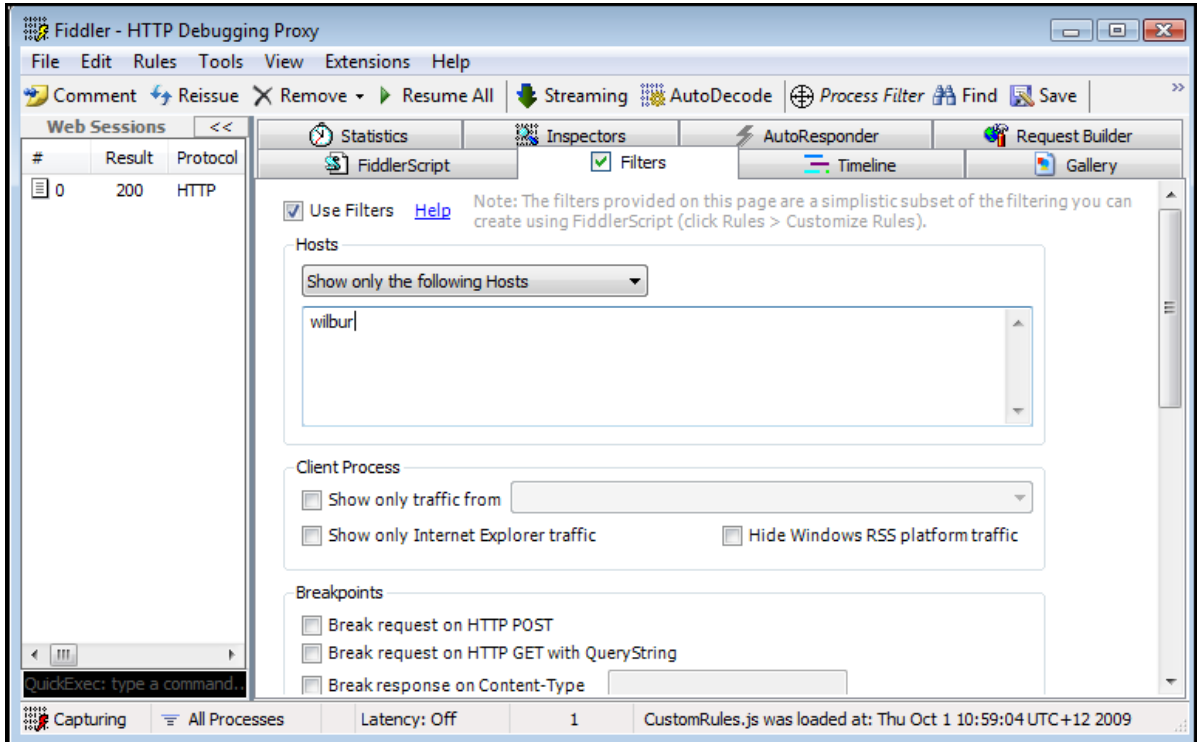 Fiddler - HTTP Debugging Proxy
File Edit Rules Tools View Extensions Help
Comment Reissue Remove Resume All Streaming AutoDecode Process Filter Find Save
Web Sessions <<
# Result Protocol
0 200 HTTP
Statistics Inspectors AutoResponder Request Builder
FiddlerScript Filters Timeline Gallery
Use Filters Help
Note: The filters provided on this page are a simplistic subset of the filtering you can
create using FiddlerScript (click Rules > Customize Rules).
Hosts
Show only the following Hosts
wilbur
Client Process
Show only traffic from
Show only Internet Explorer traffic Hide Windows RSS platform traffic
Breakpoints
Break request on HTTP POST
Break request on HTTP GET with QueryString
Break response on Content-Type
QuickExec: type a command..
Capturing All Processes Latency: Off 1 CustomRules.js was loaded at: Thu Oct 1 10:59:04 UTC+12 2009